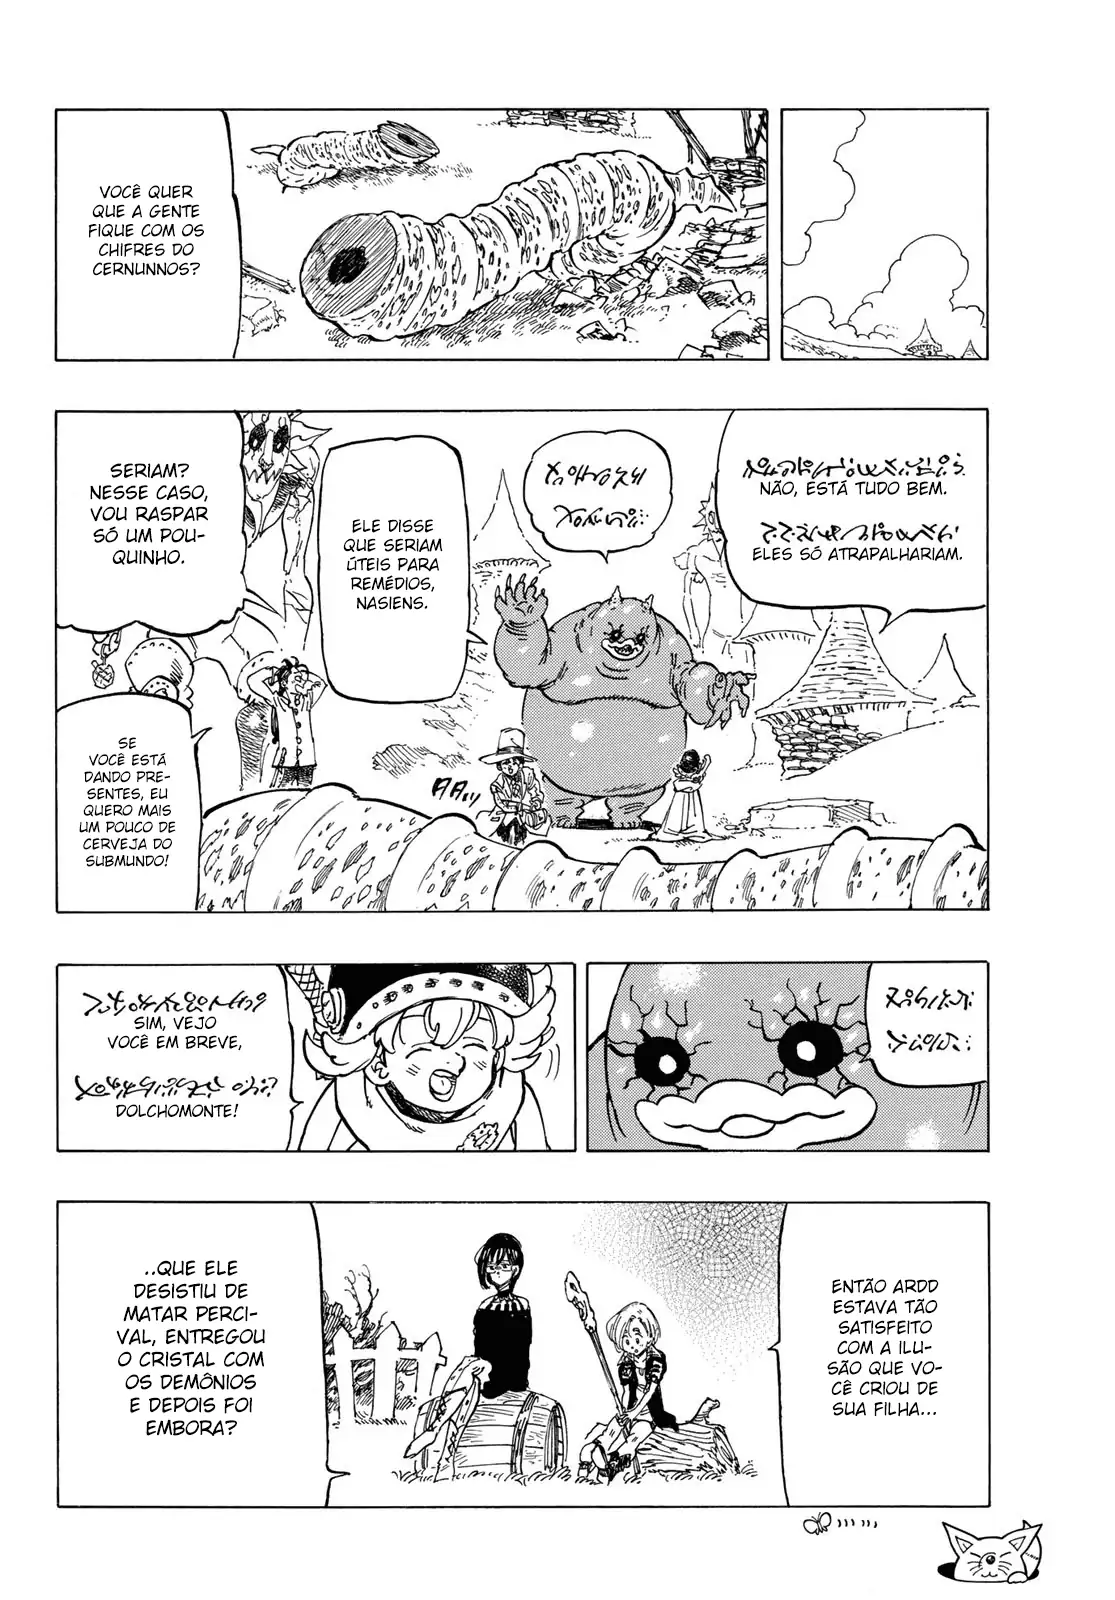 VOCÊ QUER
QUE A GENTE
FIQUE COM OS
CHIFRES DO
CERNUNNOS?
NÃO, ESTÁ TUDO BEM.
ELES SÓ ATRAPALHARIAM.
ELE DISSE
QUE SERIAM
ÚTEIS PARA
REMÉDIOS,
NASIENS.
SERIAM?
NESSE CASO,
VOU RASPAR
SÓ UM POU-
QUINHO.
SE
VOCÊ ESTÁ
DANDO PRE-
SENTES, EU
QUERO MAIS
UM POUCO DE
CERVEJA DO
SUBMUNDO!
SIM, VEJO
VOCÊ EM BREVE,
DOLCHOMONTE!
ENTÃO ARDD
ESTAVA TÃO
SATISFEITO
COM A ILU-
SÃO QUE VO-
CÊ CRIOU DE
SUA FILHA...
..QUE ELE
DESISTIU DE
MATAR PERCI-
VAL, ENTREGOU
O CRISTAL COM
OS DEMÔNIOS
E DEPOIS FOI
EMBORA?